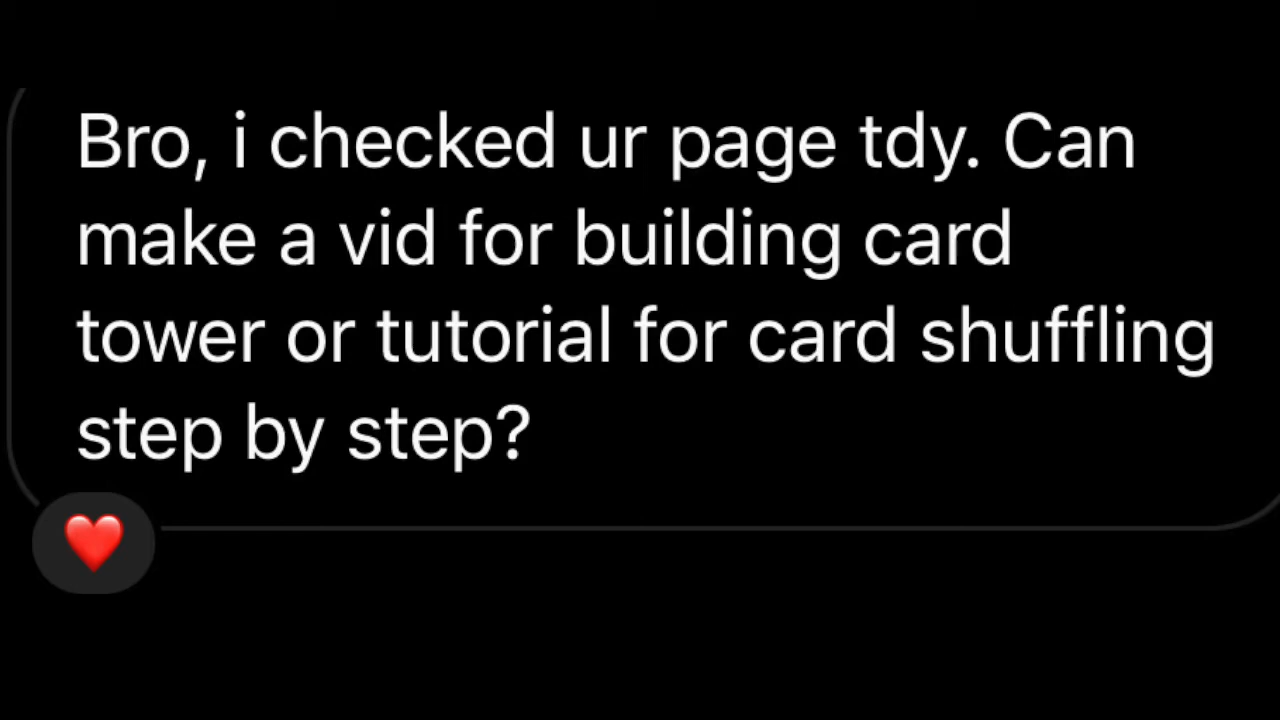 Bro, i checked ur page tdy. Can
make a vid for building card
tower or tutorial for card shuffling
step by step?